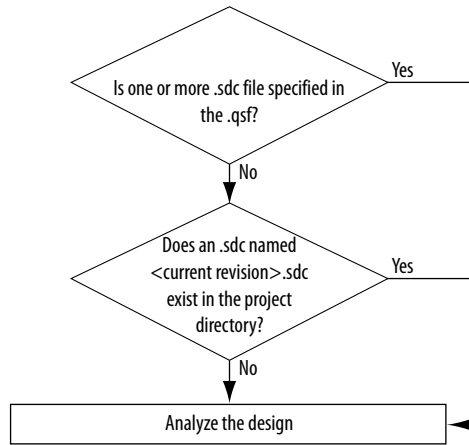 Is one or more .sdc file specified in
the .qsf?
Yes
No
Does an .sdc named
<current revision>.sdc
exist in the project
directory?
Yes
No
Analyze the design